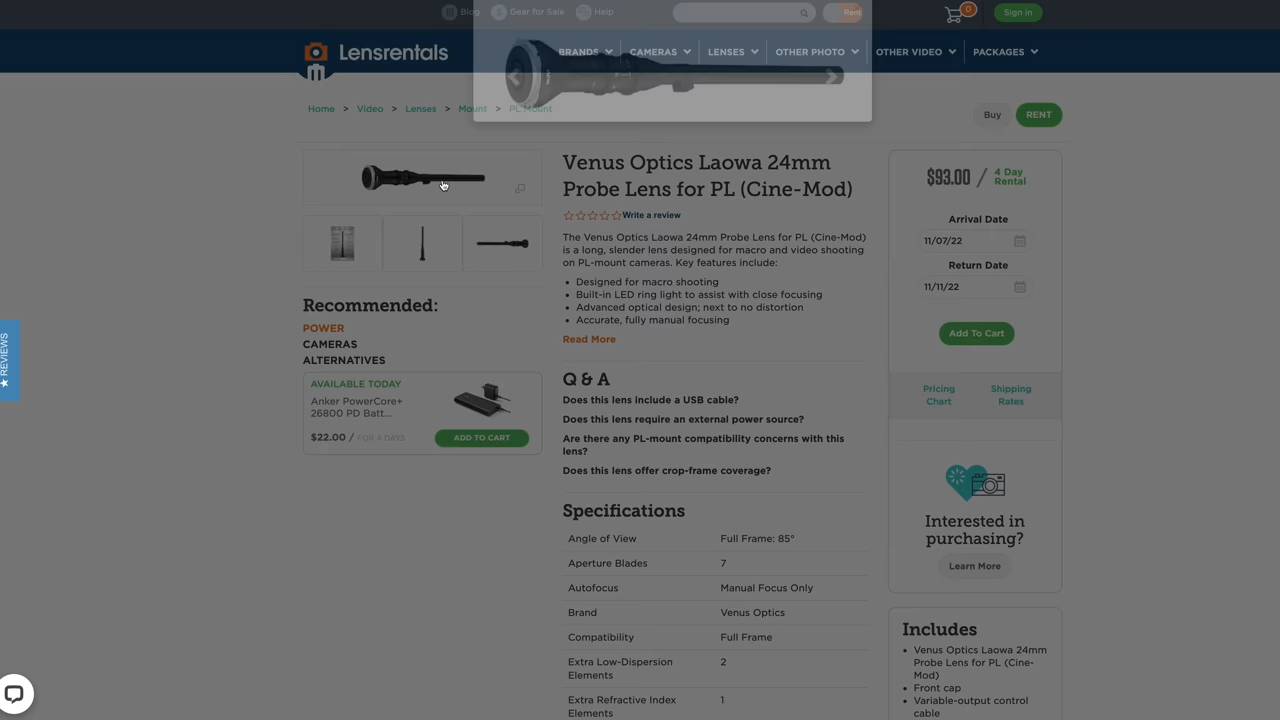 Blog
Gear for Sale
Help
Rent
0
Sign in
Lensrentals
BRANDS
CAMERAS
LENSES
OTHER PHOTO
OTHER VIDEO
PACKAGES
Home > Video > Lenses > Mount > PL Mount
Buy
RENT
Venus Optics Laowa 24mm
Probe Lens for PL (Cine-Mod)
Write a review
The Venus Optics Laowa 24mm Probe Lens for PL (Cine-Mod)
is a long, slender lens designed for macro and video shooting
on PL-mount cameras. Key features include:
• Designed for macro shooting
• Built-in LED ring light to assist with close focusing
• Advanced optical design; next to no distortion
• Accurate, fully manual focusing
Read More
Q & A
Does this lens include a USB cable?
Does this lens require an external power source?
Are there any PL-mount compatibility concerns with this
lens?
Does this lens offer crop-frame coverage?
Specifications
Angle of View Full Frame: 85°
Aperture Blades 7
Autofocus Manual Focus Only
Brand Venus Optics
Compatibility Full Frame
Extra Low-Dispersion 2
Elements
Extra Refractive Index 1
Elements
Recommended:
POWER
CAMERAS
ALTERNATIVES
AVAILABLE TODAY
Anker PowerCore+
26800 PD Batt...
$22.00 / FOR 4 DAYS
ADD TO CART
★ REVIEWS
$93.00 / 4 Day
Rental
Arrival Date
11/07/22
Return Date
11/11/22
Add To Cart
Pricing
Chart
Shipping
Rates
Interested in
purchasing?
Learn More
Includes
• Venus Optics Laowa 24mm
Probe Lens for PL (Cine-
Mod)
• Front cap
• Variable-output control
cable